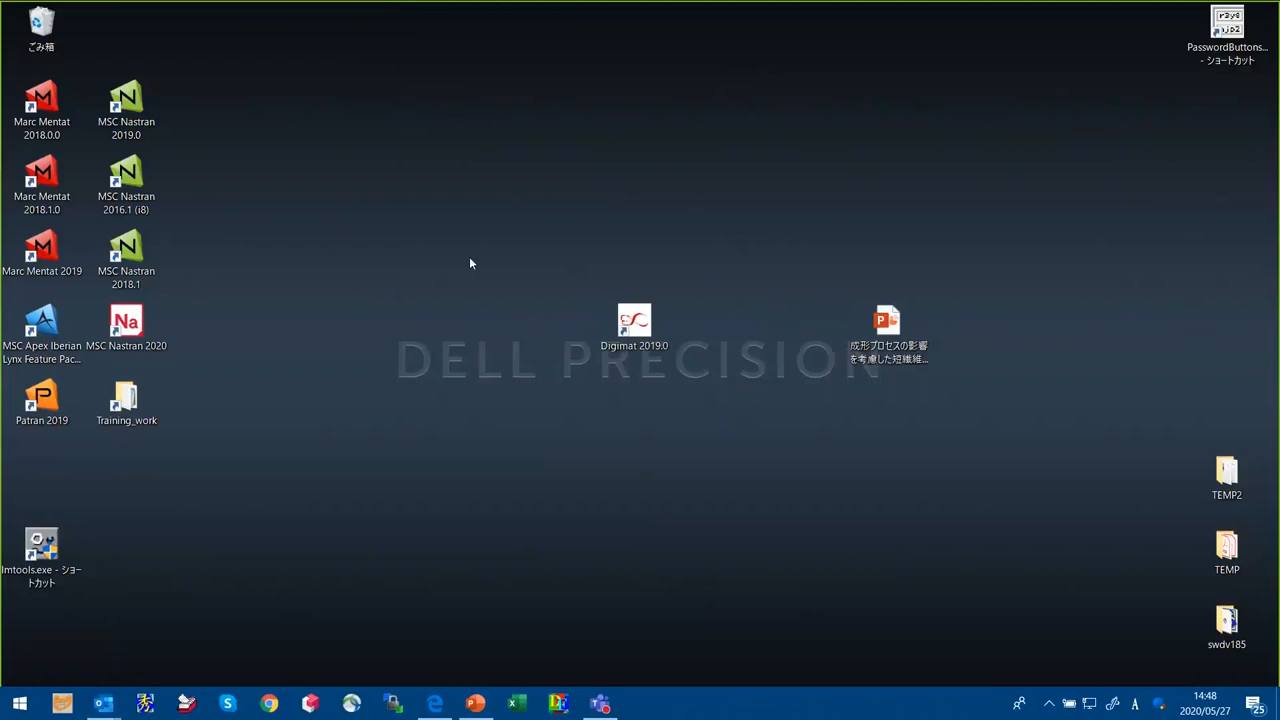 ごみ箱
PasswordButtons...
- ショートカット
Marc Mentat
2018.0.0
MSC Nastran
2019.0
Marc Mentat
2018.1.0
MSC Nastran
2016.1 (i8)
Marc Mentat 2019
MSC Nastran
2018.1
MSC Apex Iberian
Lynx Feature Pac...
Na
MSC Nastran 2020
Digimat 2019.0
成形プロセスの影響
を考慮した短繊維...
DELL PRECISION
Patran 2019
Training_work
TEMP2
lmtools.exe - ショー
トカット
TEMP
swdv185
14:48
2020/05/27
25